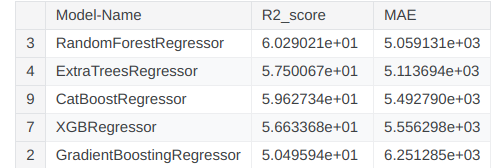 Model-Name R2_score MAE
3 RandomForestRegressor 6.029021e+01 5.059131e+03
4 ExtraTreesRegressor 5.750067e+01 5.113694e+03
9 CatBoostRegressor 5.962734e+01 5.492790e+03
7 XGBRegressor 5.663368e+01 5.556298e+03
2 GradientBoostingRegressor 5.049594e+01 6.251285e+03